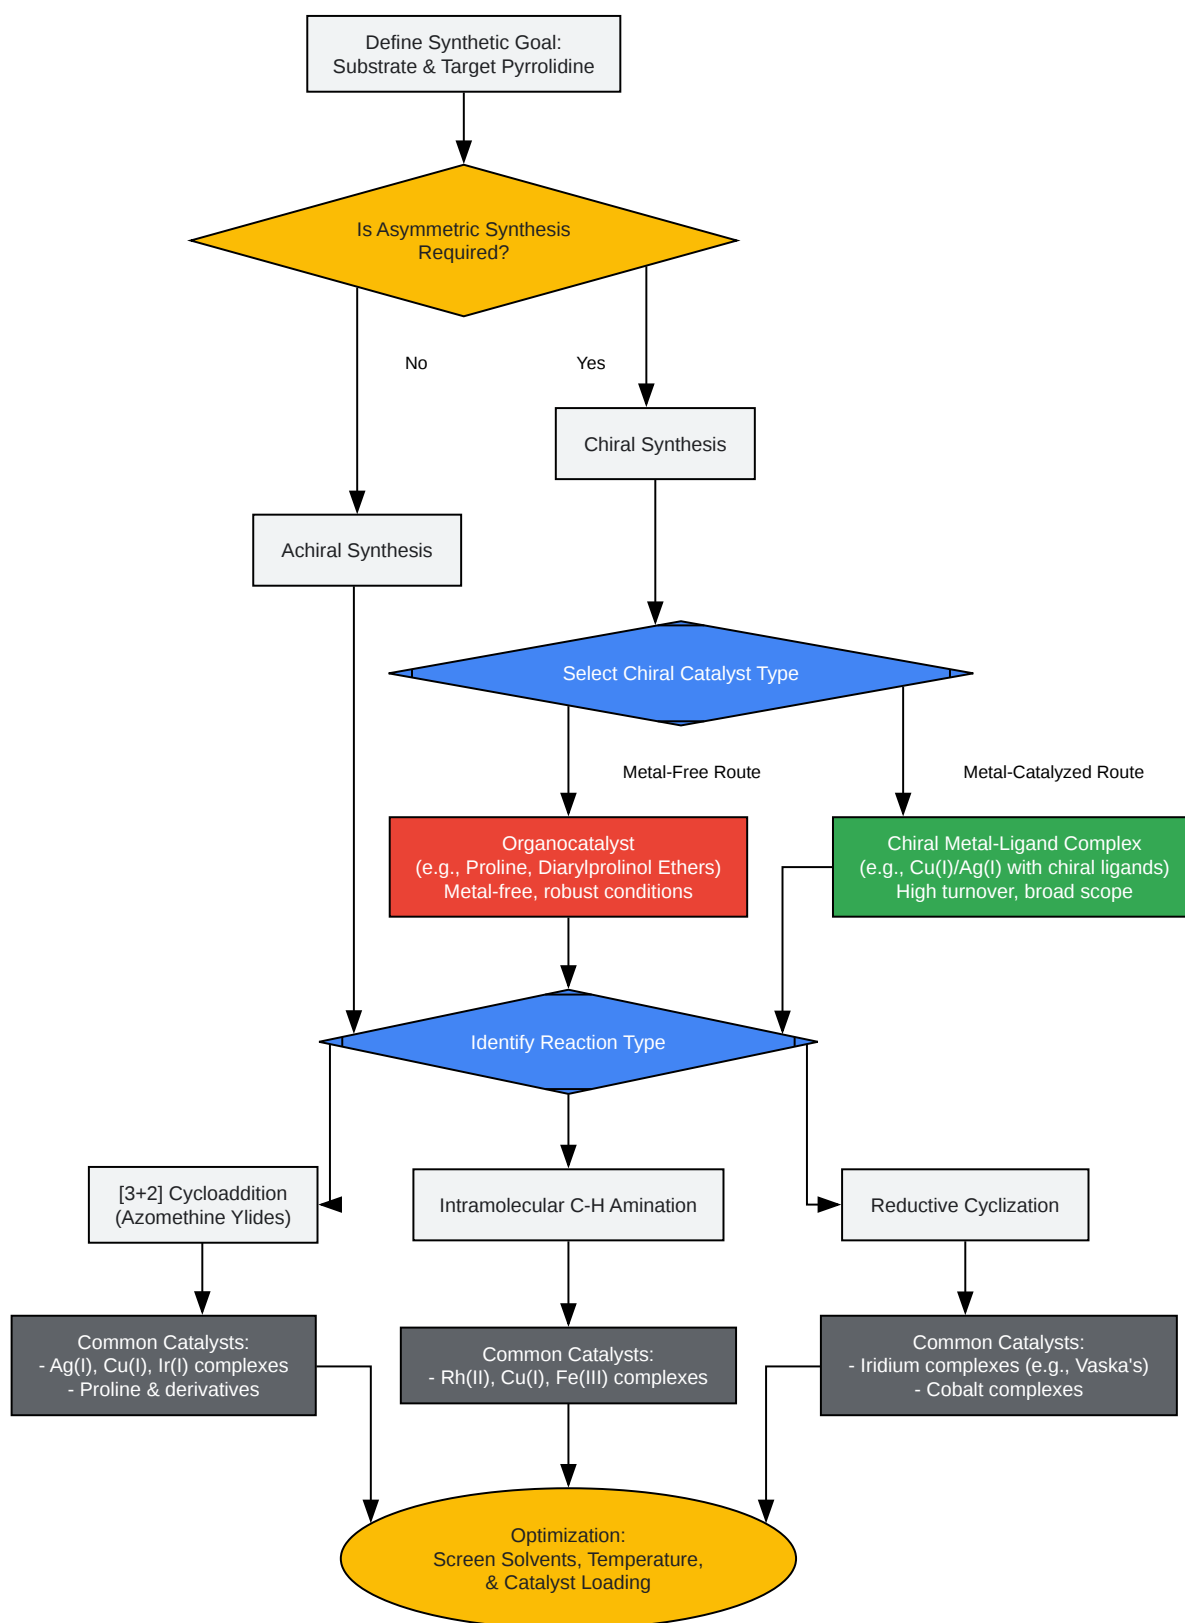 Define Synthetic Goal:
Substrate & Target Pyrrolidine
Is Asymmetric Synthesis
Required?
No
Yes
Chiral Synthesis
Achiral Synthesis
Select Chiral Catalyst Type
Metal-Free Route
Metal-Catalyzed Route
Organocatalyst
(e.g., Proline, Diarylprolinol Ethers)
Metal-free, robust conditions
Chiral Metal-Ligand Complex
(e.g., Cu(I)/Ag(I) with chiral ligands)
High turnover, broad scope
Identify Reaction Type
[3+2] Cycloaddition
(Azomethine Ylides)
Intramolecular C-H Amination
Reductive Cyclization
Common Catalysts:
- Ag(I), Cu(I), Ir(I) complexes
- Proline & derivatives
Common Catalysts:
- Rh(II), Cu(I), Fe(III) complexes
Common Catalysts:
- Iridium complexes (e.g., Vaska's)
- Cobalt complexes
Optimization:
Screen Solvents, Temperature,
& Catalyst Loading